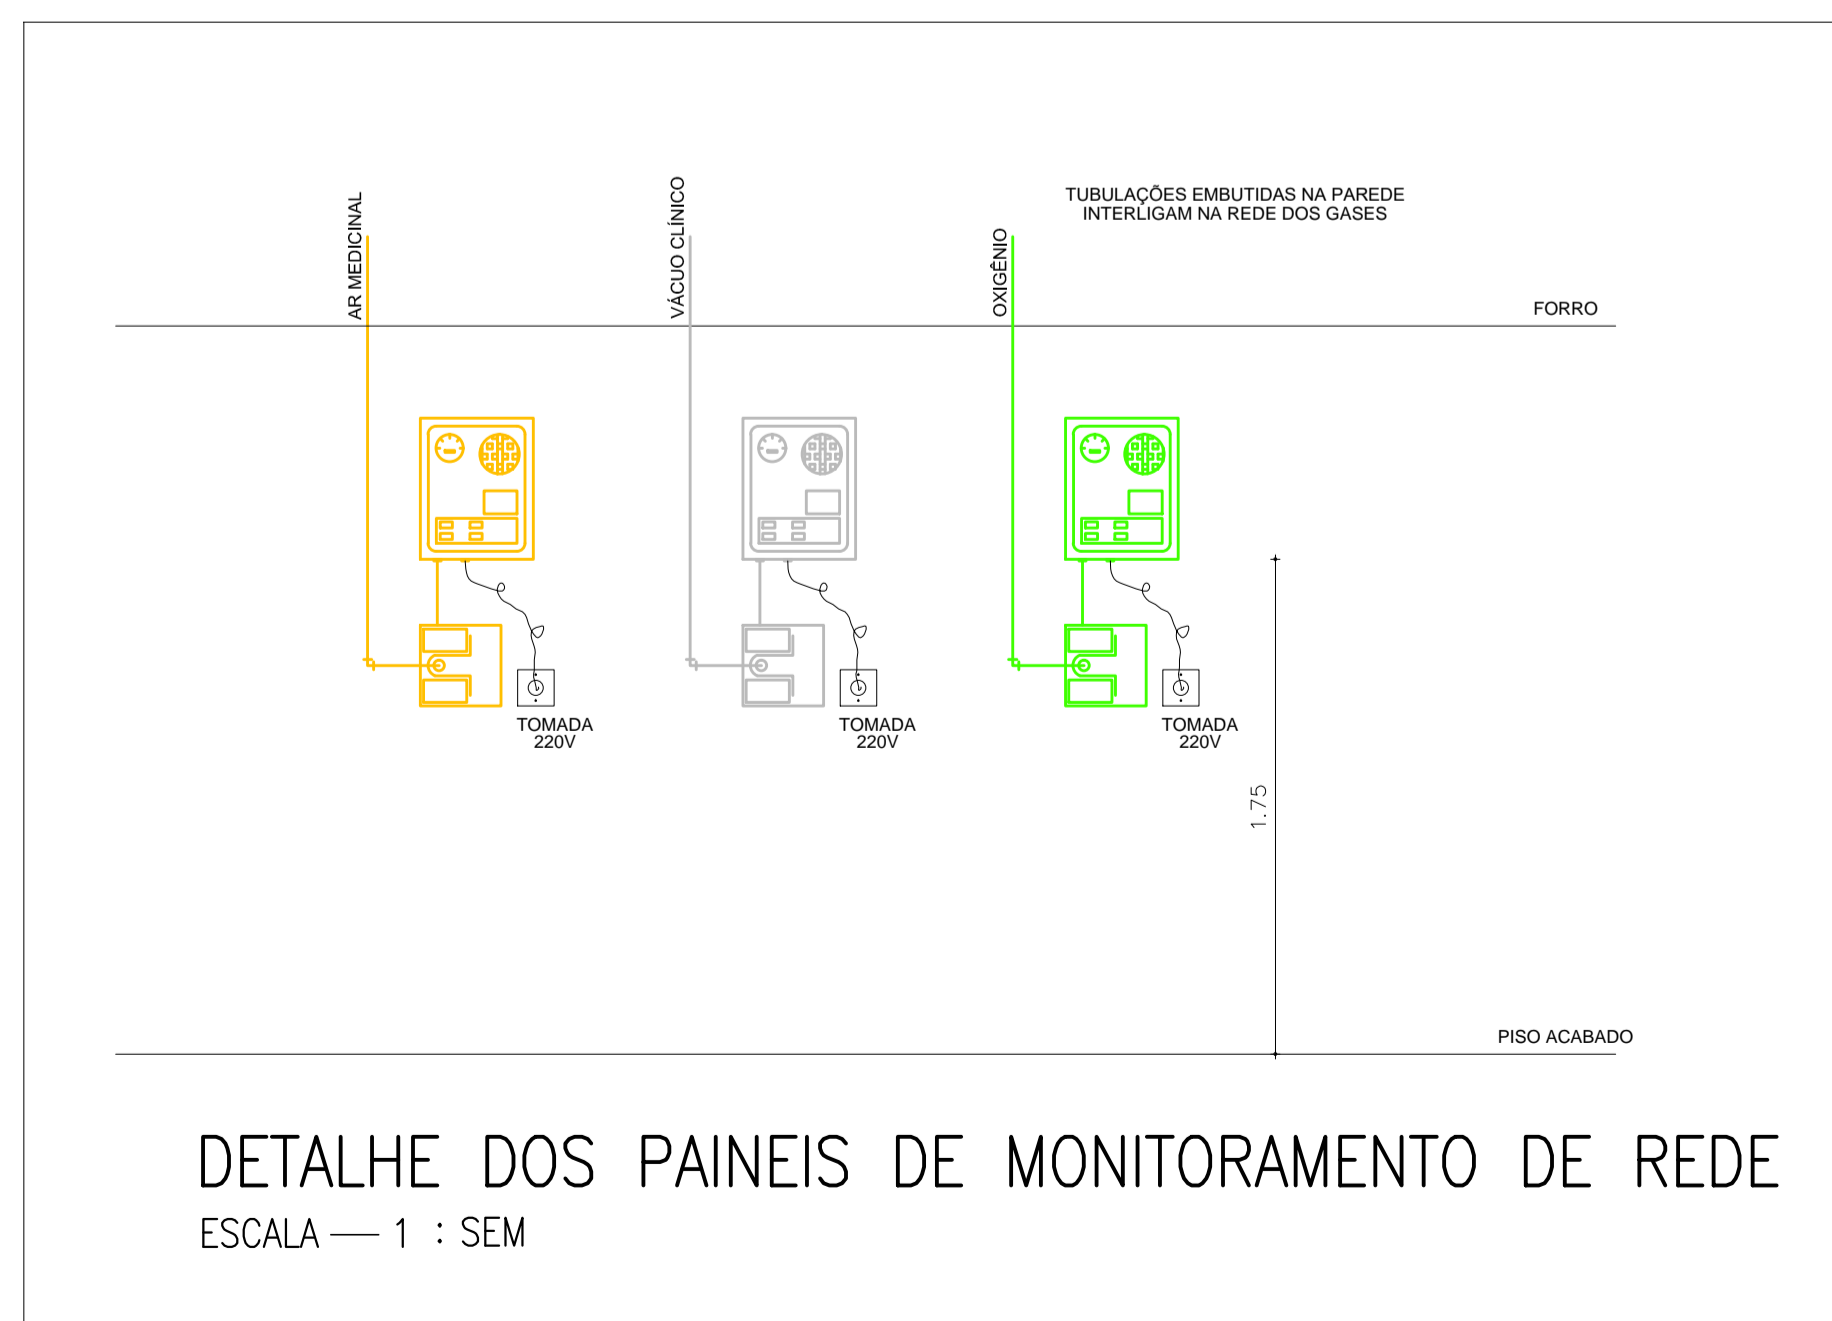 AR MEDICINAL
VÁCUO CLÍNICO
OXIGÊNIO
TUBULAÇÕES EMBUTIDAS NA PAREDE
INTERLIGAM NA REDE DOS GASES
FORRO
TOMADA
220V
TOMADA
220V
TOMADA
220V
1.75
PISO ACABADO
DETALHE DOS PAINEIS DE MONITORAMENTO DE REDE
ESCALA — 1 : SEM